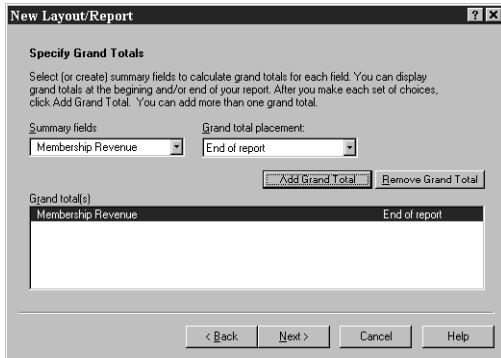 New Layout/Report
Specify Grand Totals
Select (or create) summary fields to calculate grand totals for each field. You can display
grand totals at the begining and/or end of your report. After you make each set of choices,
click Add Grand Total. You can add more than one grand total.
Summary fields Grand total placement:
Membership Revenue End of report
Add Grand Total Remove Grand Total
Grand total(s)
Membership Revenue End of report
< Back Next > Cancel Help